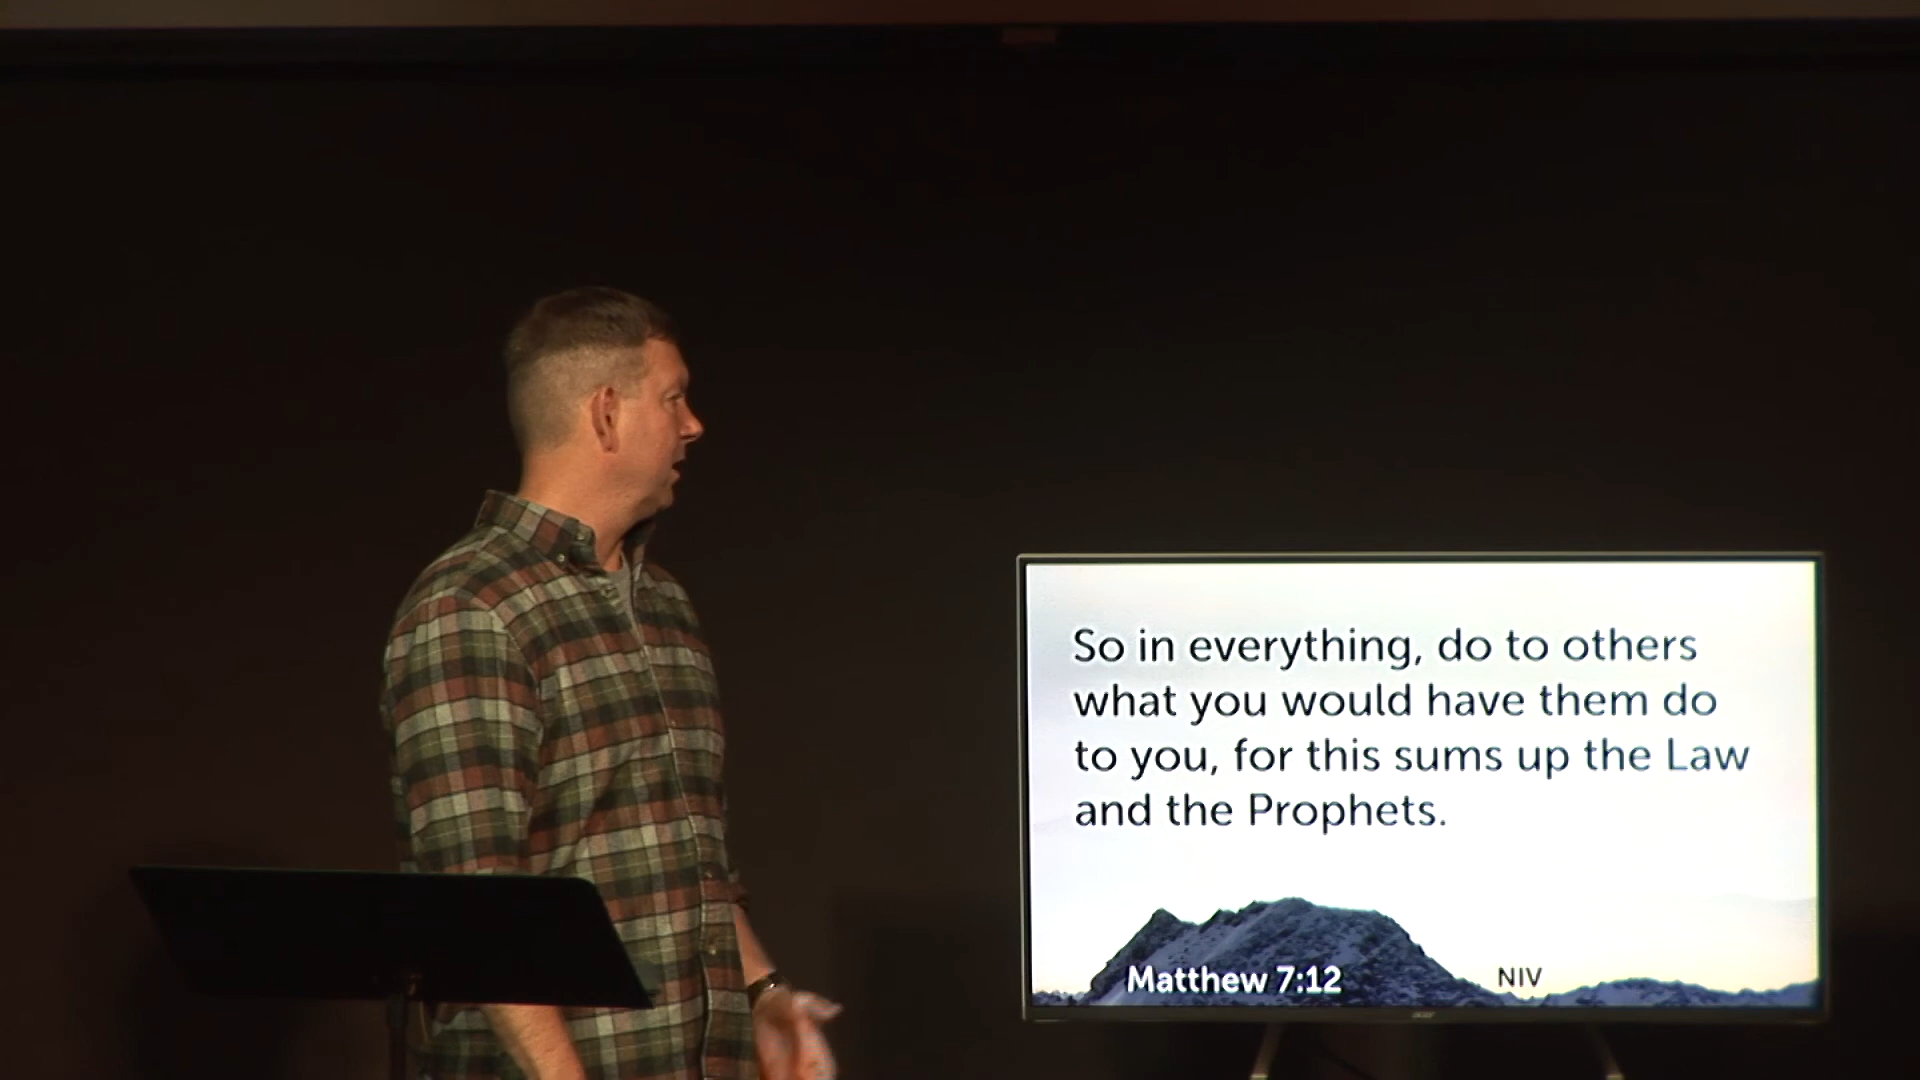 So in everything, do to others
what you would have them do
to you, for this sums up the Law
and the Prophets.
Matthew 7:12
NIV
acer